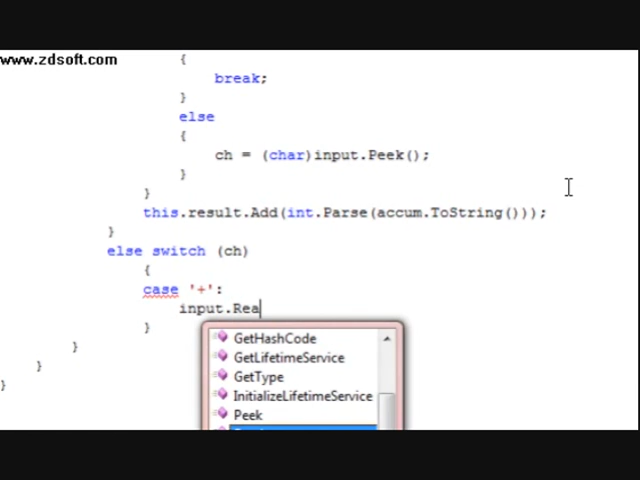 www.zdsoft.com
{
break;
}
else
{
ch = (char)input.Peek();
}
}
this.result.Add(int.Parse(accum.ToString()));
}
else switch (ch)
{
case '+':
input.Rea
}
}
}
}
GetHashCode
GetLifetimeService
GetType
InitializeLifetimeService
Peek